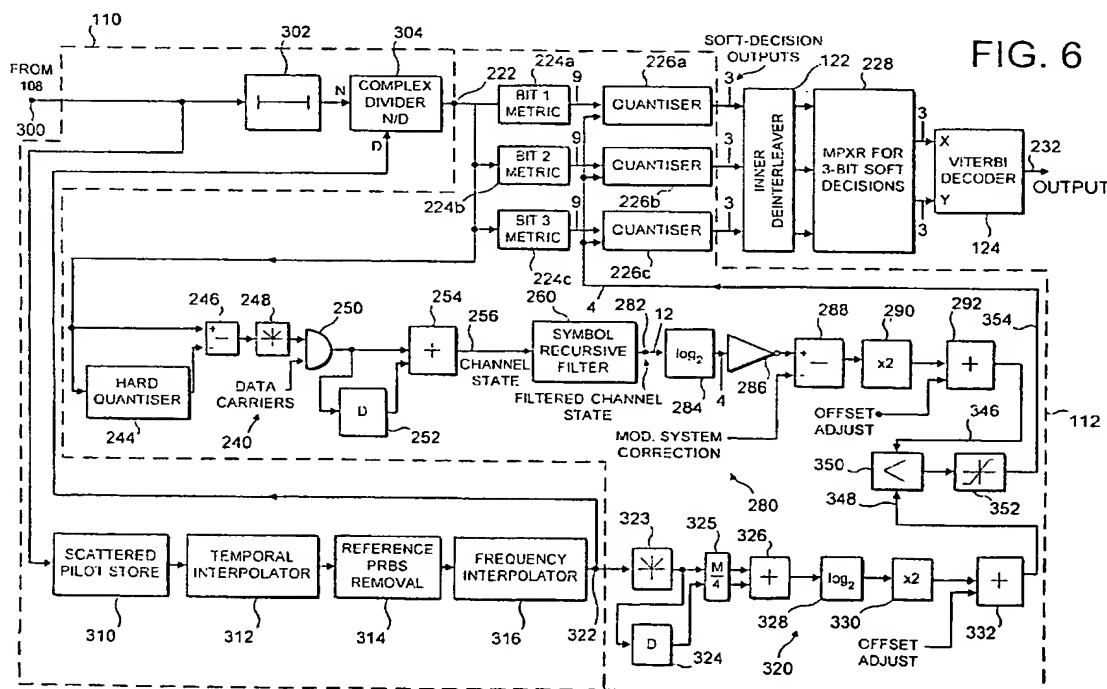 FIG. 6
110
FROM
108
300
302
N
304
COMPLEX
DIVIDER
N/D
D
222
224a
BIT 1
METRIC
9
226a
QUANTISER
SOFT-DECISION
OUTPUTS
3
122
228
BIT 2
METRIC
224b
9
QUANTISER
226b
3
BIT 3
METRIC
224c
9
QUANTISER
226c
3
INNER
DEINTERLEAVER
MPXR FOR
3-BIT SOFT
DECISIONS
3
3
X
Y
VITERBI
DECODER
124
232
OUTPUT
4
246
+
-
248
250
254
+
256
CHANNEL
STATE
260
SYMBOL
RECURSIVE
FILTER
282
12
FILTERED CHANNEL
STATE
log2
284
4
286
288
+
-
290
x2
292
+
354
HARD
QUANTISER
244
DATA
CARRIERS
240
D
252
MOD. SYSTEM
CORRECTION
280
OFFSET
ADJUST
346
350
<
348
352
112
SCATTERED
PILOT STORE
310
TEMPORAL
INTERPOLATOR
312
REFERENCE
PRBS
REMOVAL
314
FREQUENCY
INTERPOLATOR
316
322
323
D
324
325
M
4
326
+
log2
328
320
x2
330
+
332
OFFSET
ADJUST